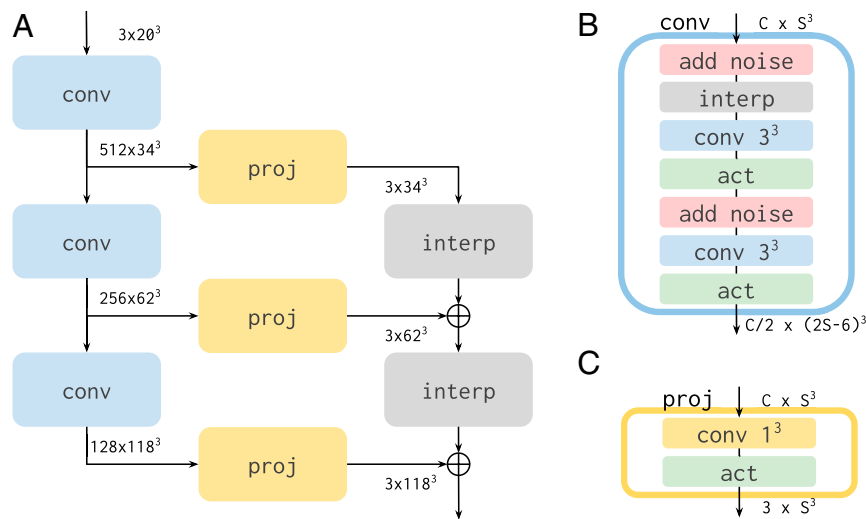 A
3x20³
conv
512x34³
proj
3x34³
conv
interp
256x62³
proj
3x62³
conv
interp
128x118³
proj
3x118³
B
conv
C x S³
add noise
interp
conv 3³
act
add noise
conv 3³
act
C/2 x (2S-6)³
C
proj
C x S³
conv 1³
act
3 x S³